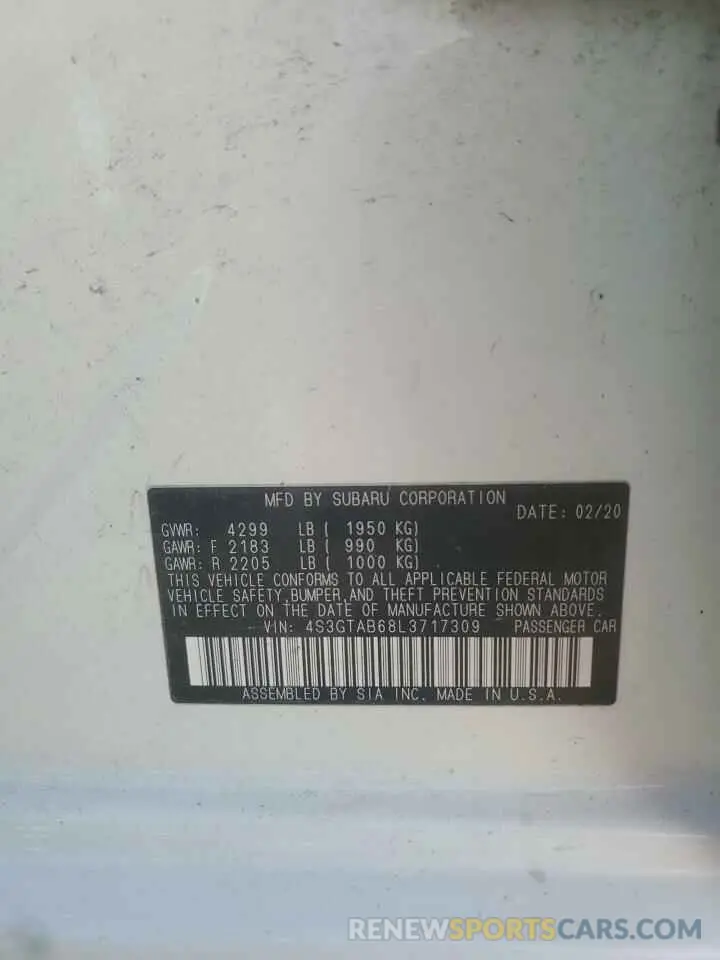 MFD BY SUBARU CORPORATION
DATE: 02/20
GVWR: 4299 LB ( 1950 KG)
GAWR: F 2183 LB ( 990 KG)
GAWR: R 2205 LB ( 1000 KG)
THIS VEHICLE CONFORMS TO ALL APPLICABLE FEDERAL MOTOR
VEHICLE SAFETY,BUMPER,AND THEFT PREVENTION STANDARDS
IN EFFECT ON THE DATE OF MANUFACTURE SHOWN ABOVE.
VIN: 4S3GTAB68L3717309 PASSENGER CAR
ASSEMBLED BY SIA INC. MADE IN U.S.A.
RENEWSPORTSCARS.COM